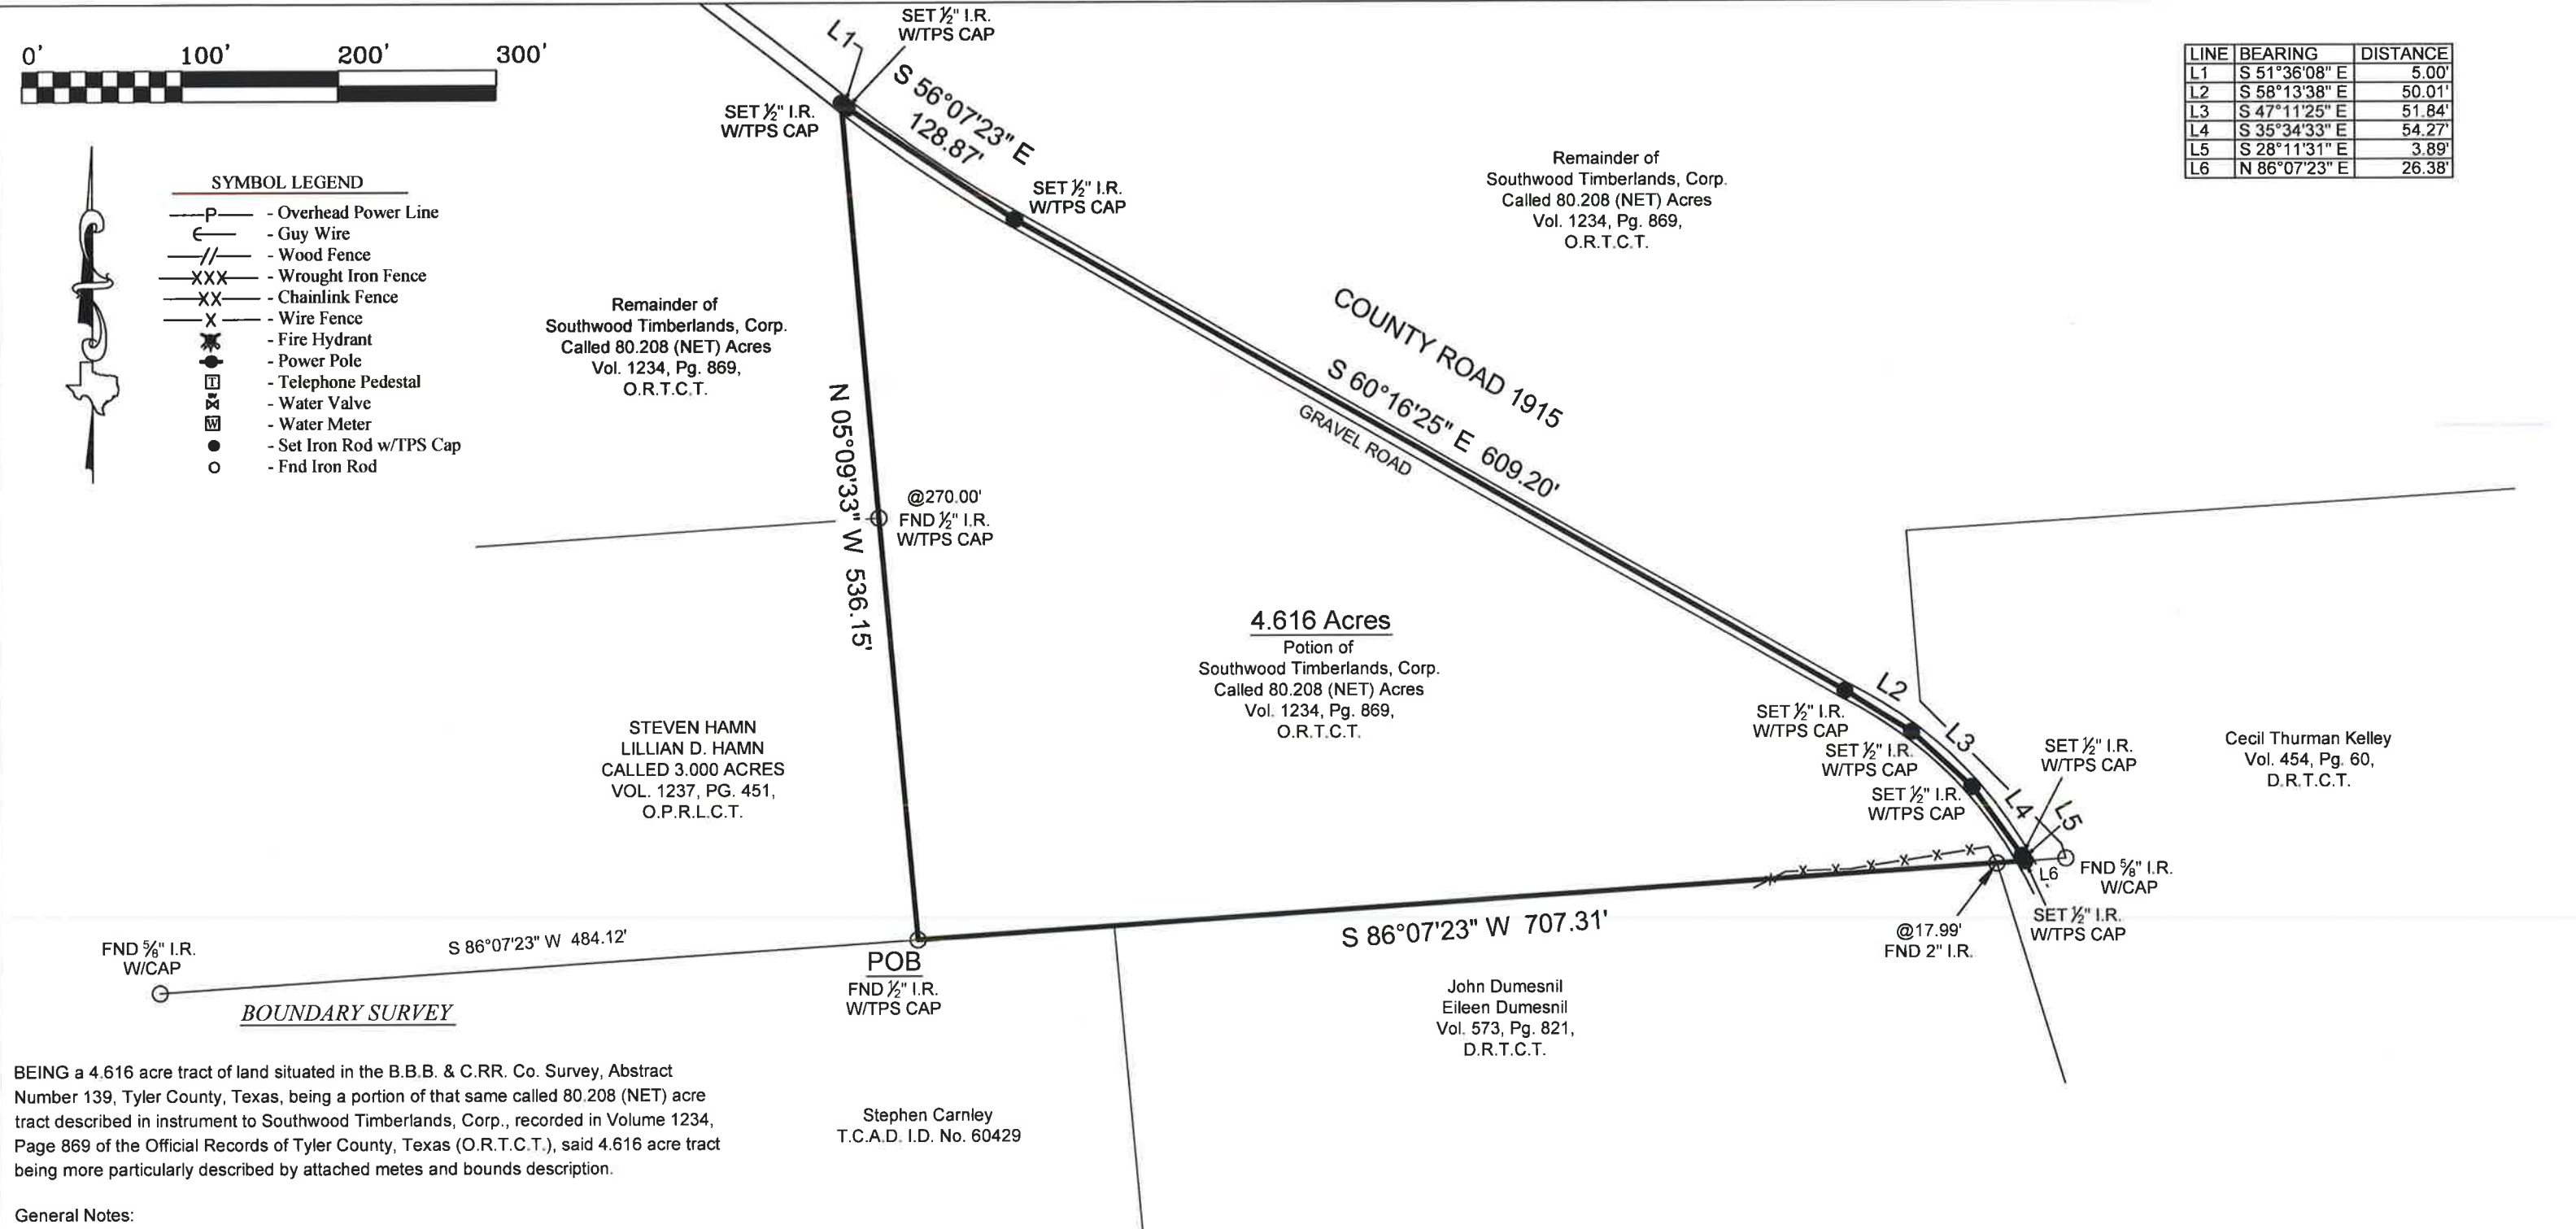 0' 100' 200' 300'
SYMBOL LEGEND
P - Overhead Power Line
- Guy Wire
// - Wood Fence
XXX - Wrought Iron Fence
XX - Chainlink Fence
X - Wire Fence
- Fire Hydrant
- Power Pole
T - Telephone Pedestal
- Water Valve
W - Water Meter
- Set Iron Rod w/TPS Cap
- Fnd Iron Rod
L1
SET ½" I.R.
W/TPS CAP
SET ½" I.R.
W/TPS CAP
S 56°07'23" E
128.87'
SET ½" I.R.
W/TPS CAP
Remainder of
Southwood Timberlands, Corp.
Called 80.208 (NET) Acres
Vol. 1234, Pg. 869,
O.R.T.C.T.
LINE BEARING DISTANCE
L1 S 51°36'08" E 5.00'
L2 S 58°13'38" E 50.01'
L3 S 47°11'25" E 51.84'
L4 S 35°34'33" E 54.27'
L5 S 28°11'31" E 3.89'
L6 N 86°07'23" E 26.38'
Remainder of
Southwood Timberlands, Corp.
Called 80.208 (NET) Acres
Vol. 1234, Pg. 869,
O.R.T.C.T.
COUNTY ROAD 1915
S 60°16'25" E 609.20'
GRAVEL ROAD
N 05°09'33" W 536.15'
@270.00'
FND ½" I.R.
W/TPS CAP
4.616 Acres
Potion of
Southwood Timberlands, Corp.
Called 80.208 (NET) Acres
Vol. 1234, Pg. 869,
O.R.T.C.T.
STEVEN HAMN
LILLIAN D. HAMN
CALLED 3.000 ACRES
VOL. 1237, PG. 451,
O.P.R.L.C.T.
L2
SET ½" I.R.
W/TPS CAP
L3
SET ½" I.R.
W/TPS CAP
SET ½" I.R.
W/TPS CAP
L4
L5
SET ½" I.R.
W/TPS CAP
Cecil Thurman Kelley
Vol. 454, Pg. 60,
D.R.T.C.T.
X X X X X X X
L6
FND ⅝" I.R.
W/CAP
SET ½" I.R.
W/TPS CAP
@17.99'
FND 2" I.R.
S 86°07'23" W 707.31'
S 86°07'23" W 484.12'
FND ⅝" I.R.
W/CAP
POB
FND ½" I.R.
W/TPS CAP
John Dumesnil
Eileen Dumesnil
Vol. 573, Pg. 821,
D.R.T.C.T.
BOUNDARY SURVEY
BEING a 4.616 acre tract of land situated in the B.B.B. & C.RR. Co. Survey, Abstract
Number 139, Tyler County, Texas, being a portion of that same called 80.208 (NET) acre
tract described in instrument to Southwood Timberlands, Corp., recorded in Volume 1234,
Page 869 of the Official Records of Tyler County, Texas (O.R.T.C.T.), said 4.616 acre tract
being more particularly described by attached metes and bounds description.
Stephen Carnley
T.C.A.D. I.D. No. 60429
General Notes: